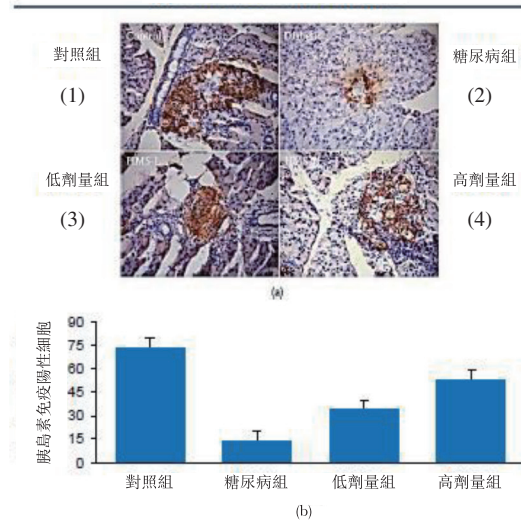 對照組
Control
糖尿病組
(1)
(2)
低劑量組
高劑量組
(3)
(4)
(a)
胰島素免疫陽性細胞
90
75
60
45
30
15
0
對照組 糖尿病組 低劑量組 高劑量組
(b)